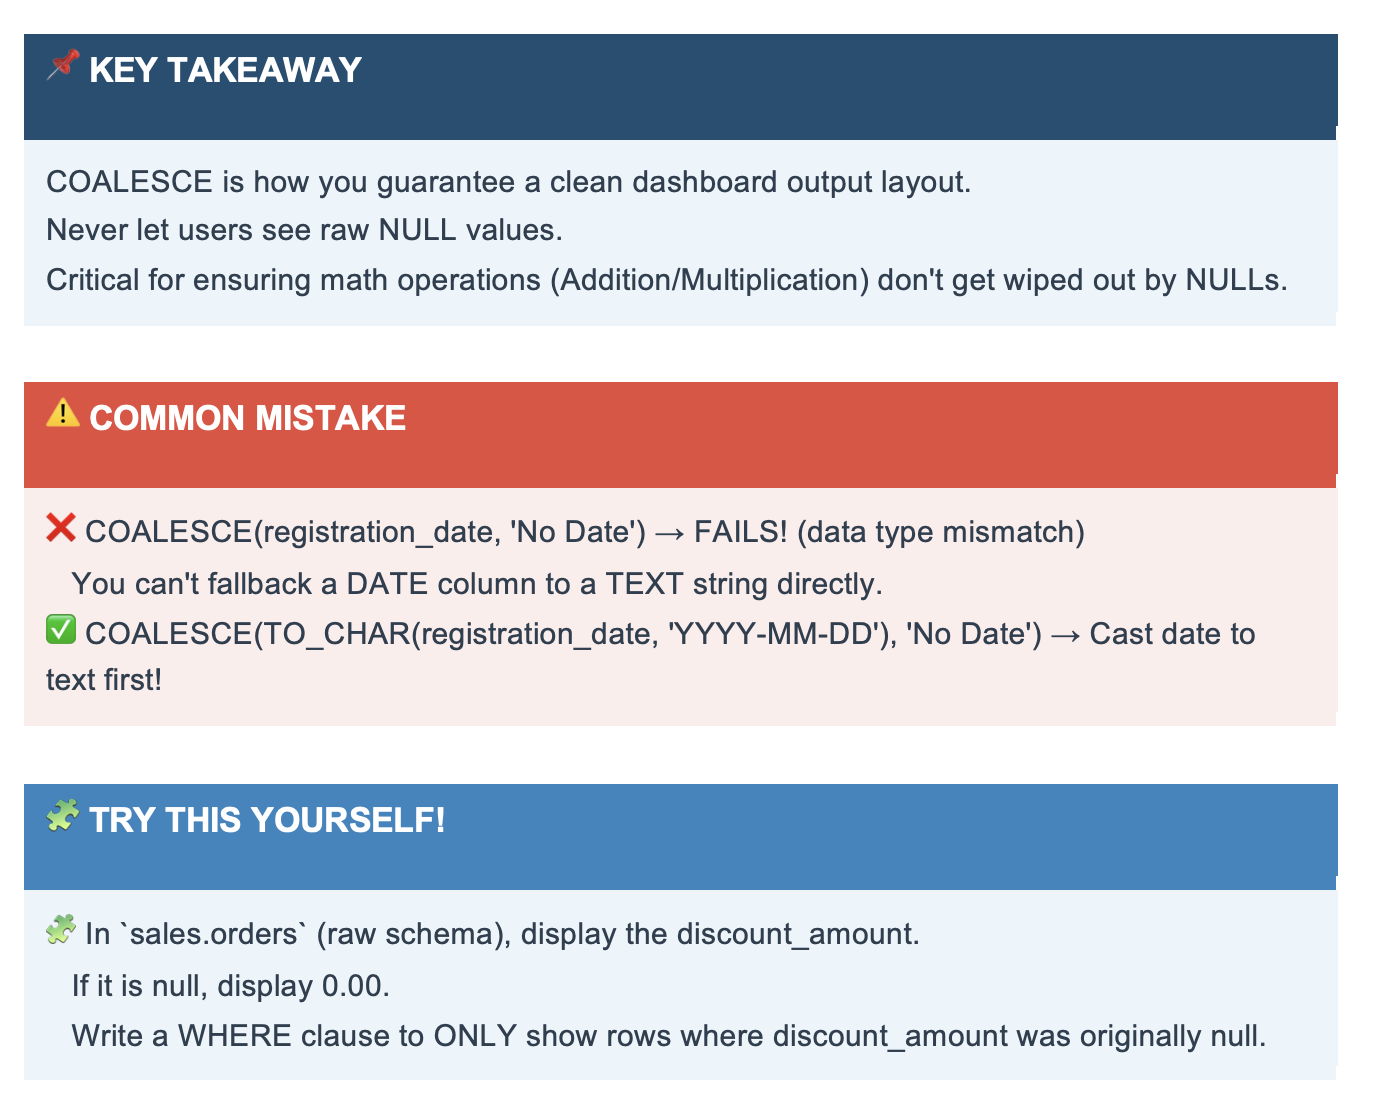 📌 KEY TAKEAWAY
COALESCE is how you guarantee a clean dashboard output layout.
Never let users see raw NULL values.
Critical for ensuring math operations (Addition/Multiplication) don't get wiped out by NULLs.
⚠️ COMMON MISTAKE
❌ COALESCE(registration_date, 'No Date') → FAILS! (data type mismatch)
You can't fallback a DATE column to a TEXT string directly.
✅ COALESCE(TO_CHAR(registration_date, 'YYYY-MM-DD'), 'No Date') → Cast date to
text first!
🧩 TRY THIS YOURSELF!
🧩 In `sales.orders` (raw schema), display the discount_amount.
If it is null, display 0.00.
Write a WHERE clause to ONLY show rows where discount_amount was originally null.